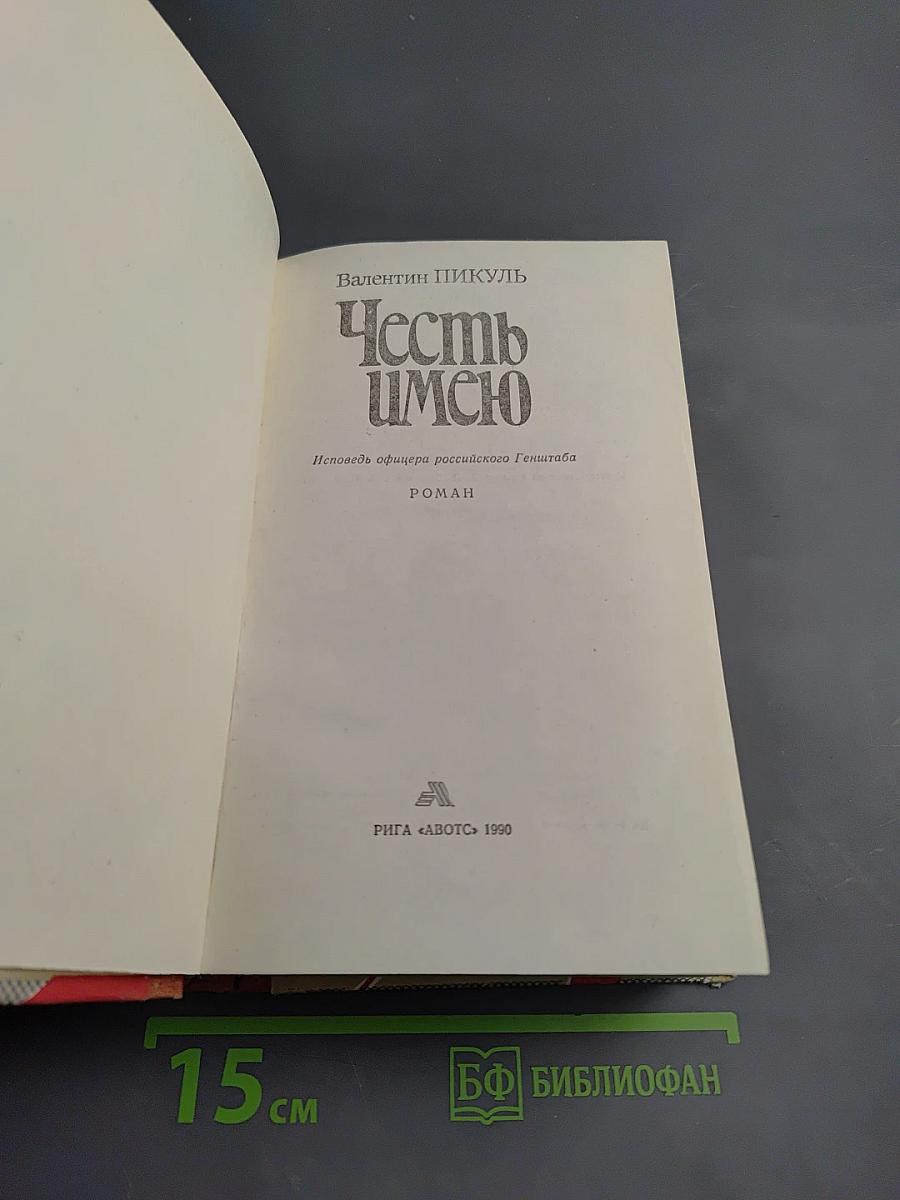 Валентин ПИКУЛЬ
Честь
имею
Исповедь офицера российского Генштаба
РОМАН
РИГА «АВОТС» 1990
15 см
БФ БИБЛИОФАН